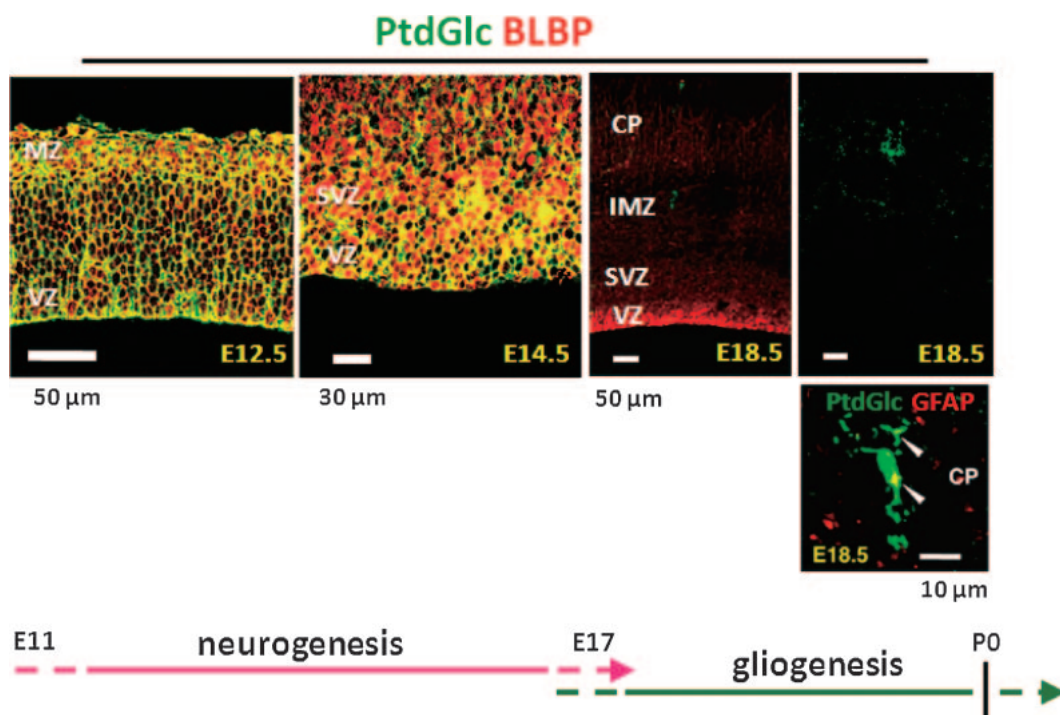 PtdGlc BLBP
MZ
VZ
E12.5
50 µm
SVZ
VZ
E14.5
30 µm
CP
IMZ
SVZ
VZ
E18.5
50 µm
E18.5
PtdGlc GFAP
CP
E18.5
10 µm
E11 neurogenesis E17 gliogenesis P0